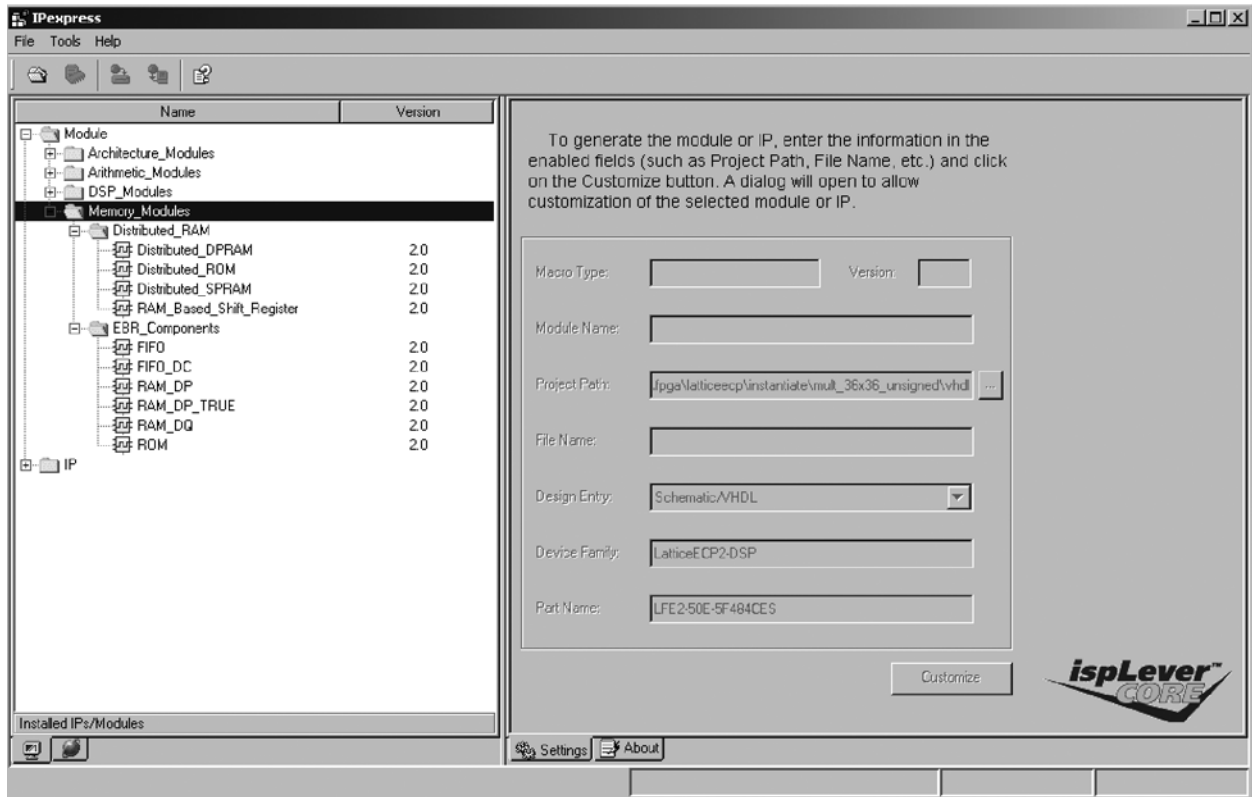 IPexpress
File Tools Help
Name Version
Module
Architecture_Modules
Arithmetic_Modules
DSP_Modules
Memory_Modules
Distributed_RAM
Distributed_DPRAM 2.0
Distributed_ROM 2.0
Distributed_SPRAM 2.0
RAM_Based_Shift_Register 2.0
EBR_Components
FIFO 2.0
FIFO_DC 2.0
RAM_DP 2.0
RAM_DP_TRUE 2.0
RAM_DQ 2.0
ROM 2.0
IP
Installed IPs/Modules
To generate the module or IP, enter the information in the
enabled fields (such as Project Path, File Name, etc.) and click
on the Customize button. A dialog will open to allow
customization of the selected module or IP.
Macro Type: Version:
Module Name:
Project Path: .fpga\latticeecp\instantiate\mult_36x36_unsigned\vhdl ...
File Name:
Design Entry: Schematic/VHDL
Device Family: LatticeECP2-DSP
Part Name: LFE2-50E-5F484CES
Customize
ispLever™
CORE
Settings About